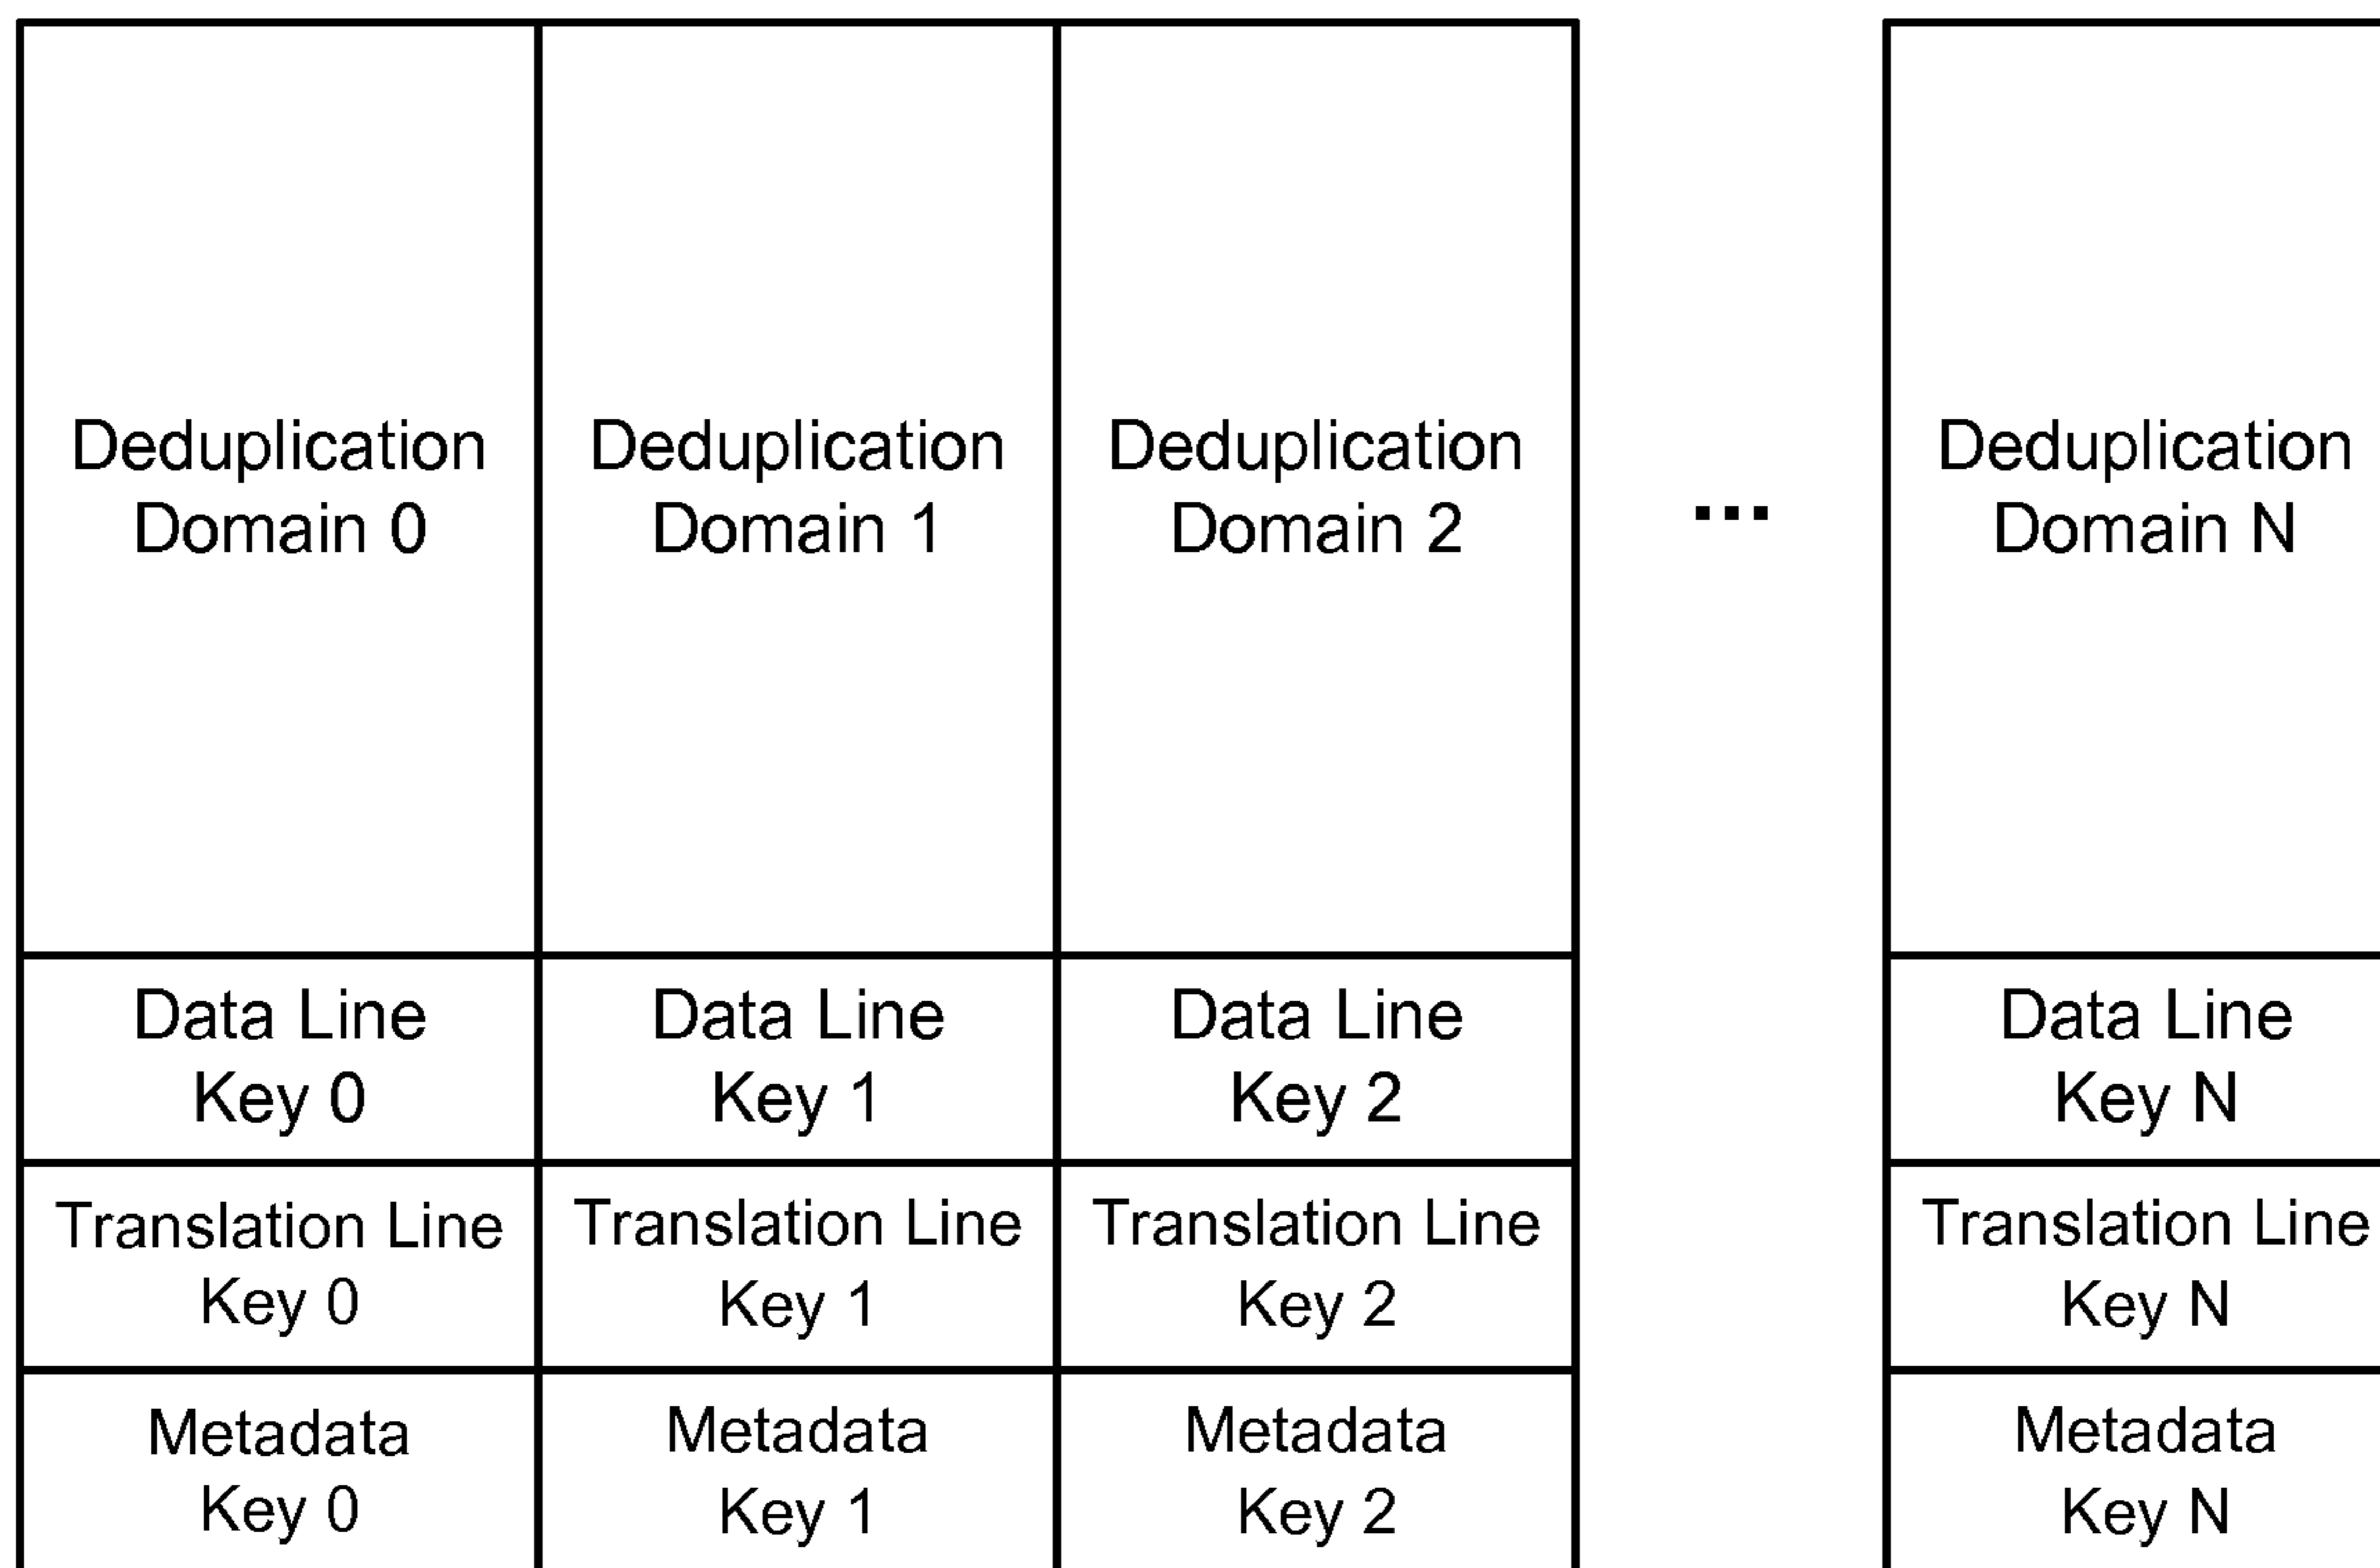 Deduplication
Domain 0
Deduplication
Domain 1
Deduplication
Domain 2
...
Deduplication
Domain N
Data Line
Key 0
Data Line
Key 1
Data Line
Key 2
Data Line
Key N
Translation Line
Key 0
Translation Line
Key 1
Translation Line
Key 2
Translation Line
Key N
Metadata
Key 0
Metadata
Key 1
Metadata
Key 2
Metadata
Key N